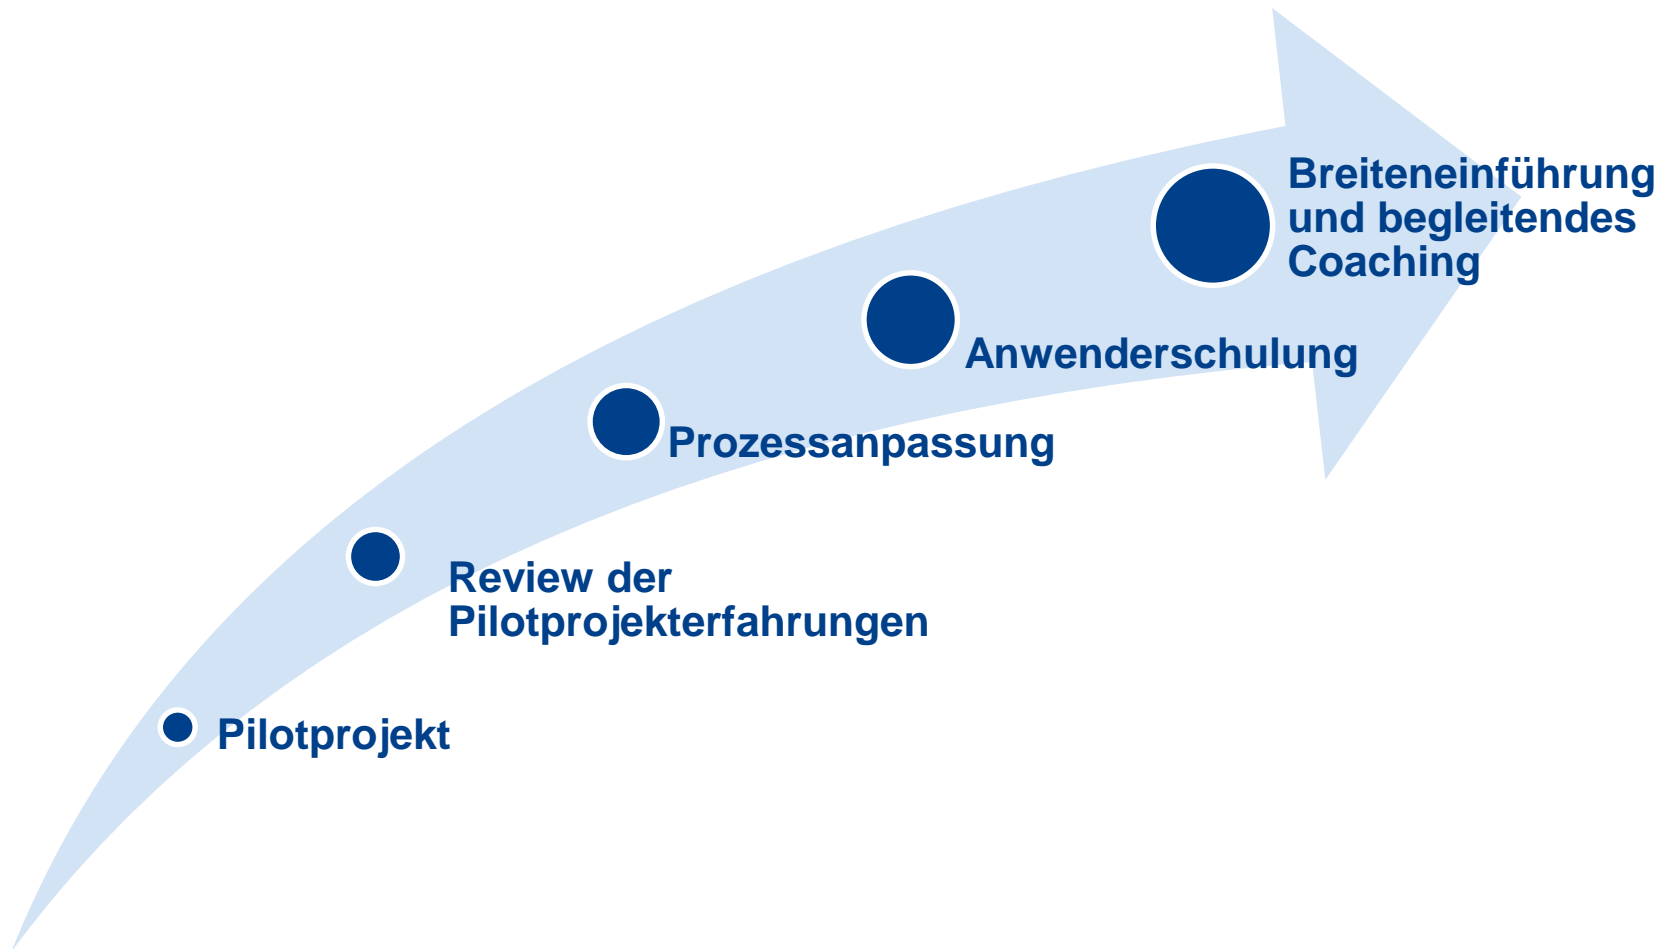 Breiteneinführung
und begleitendes
Coaching
Anwenderschulung
Prozessanpassung
Review der
Pilotprojekterfahrungen
Pilotprojekt